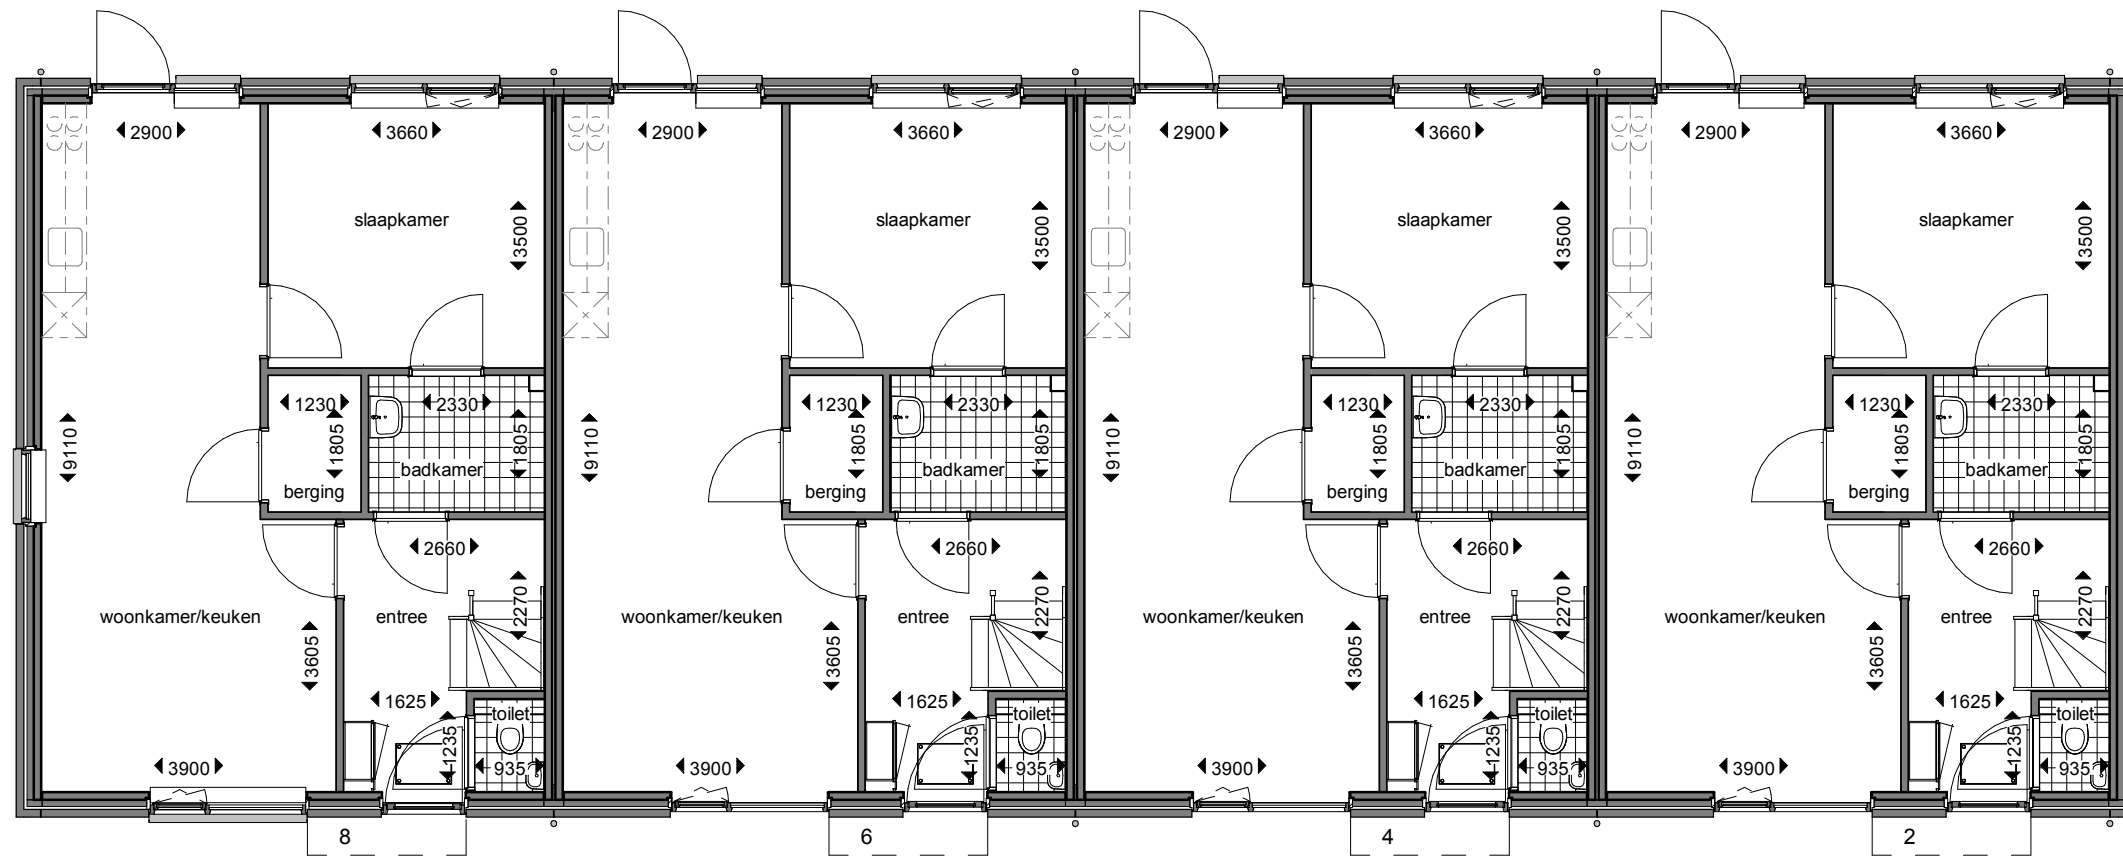 2900 3660 2900 3660 2900 3660 2900 3660
slaapkamer slaapkamer slaapkamer slaapkamer
3500 3500 3500 3500
1230 2330 1230 2330 1230 2330 1230 2330
9110 1805 1805 9110 1805 1805 9110 1805 1805 9110 1805 1805
badkamer badkamer badkamer badkamer
berging berging berging berging
2660 2660 2660 2660
2270 2270 2270 2270
woonkamer/keuken entree woonkamer/keuken entree woonkamer/keuken entree woonkamer/keuken entree
3605 3605 3605 3605
1625 1625 1625 1625
toilet toilet toilet toilet
1235 1235 1235 1235
3900 935 3900 935 3900 935 3900 935
8 6 4 2